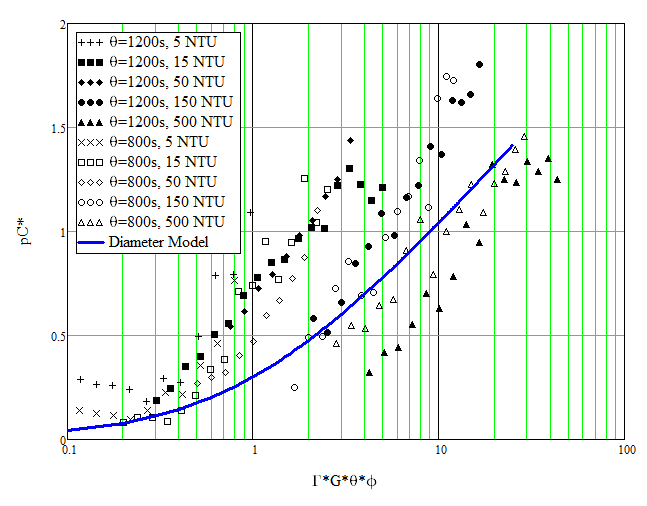 2
θ=1200s, 5 NTU
θ=1200s, 15 NTU
θ=1200s, 50 NTU
θ=1200s, 150 NTU
θ=1200s, 500 NTU
θ=800s, 5 NTU
θ=800s, 15 NTU
θ=800s, 50 NTU
θ=800s, 150 NTU
θ=800s, 500 NTU
Diameter Model
1.5
pC*
1
0.5
0
0.1 1 10 100
Γ*G*θ*ϕ